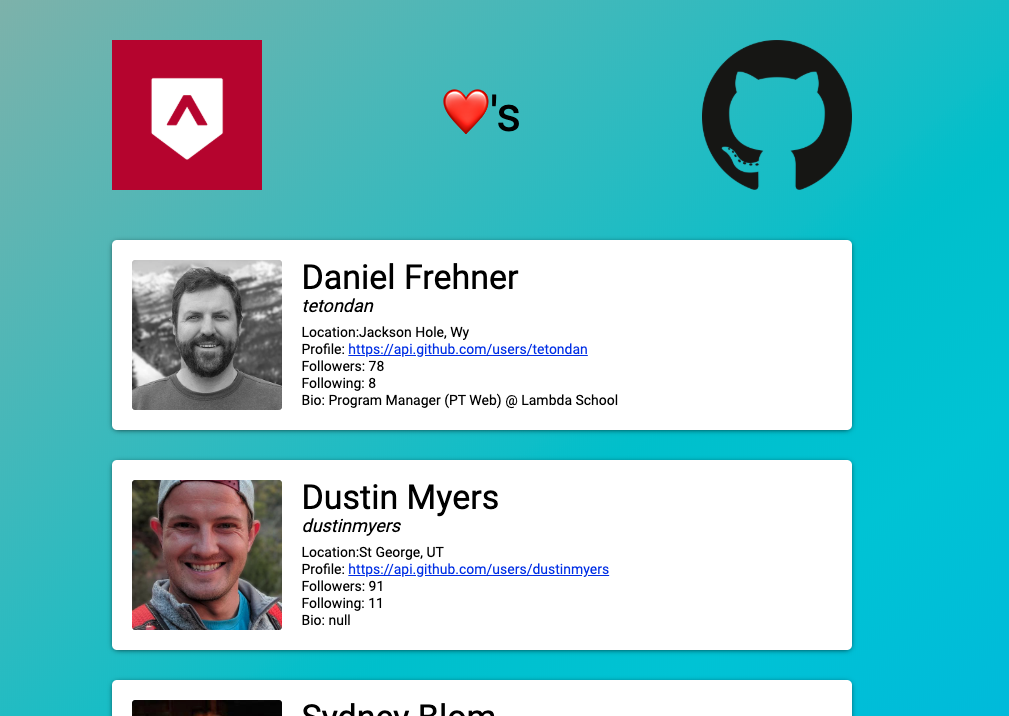 ❤️'s
Daniel Frehner
tetondan
Location:Jackson Hole, Wy
Profile: https://api.github.com/users/tetondan
Followers: 78
Following: 8
Bio: Program Manager (PT Web) @ Lambda School
Dustin Myers
dustinmyers
Location:St George, UT
Profile: https://api.github.com/users/dustinmyers
Followers: 91
Following: 11
Bio: null
Sydney Blom